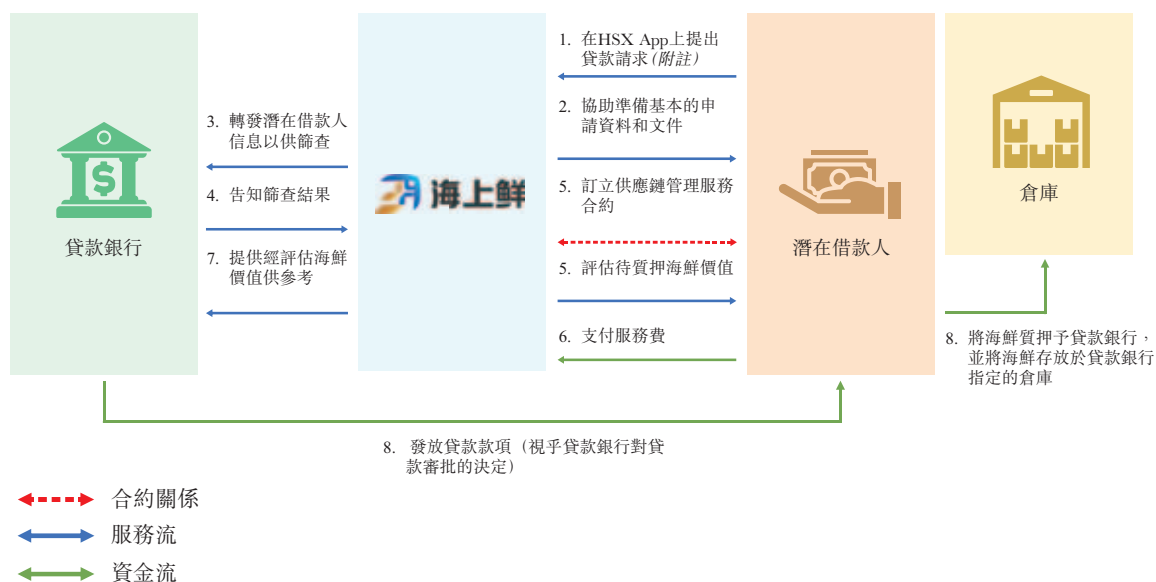 貸款銀行
3. 轉發潛在借款人
信息以供篩查
4. 告知篩查結果
7. 提供經評估海鮮
價值供參考
海上鲜
1. 在HSX App上提出
貸款請求(附註)
2. 協助準備基本的申
請資料和文件
5. 訂立供應鏈管理服務
合約
5. 評估待質押海鮮價值
6. 支付服務費
$
潛在借款人
倉庫
8. 將海鮮質押予貸款銀行，
並將海鮮存放於貸款銀行
指定的倉庫
8. 發放貸款款項（視乎貸款銀行對貸
款審批的決定）
合約關係
服務流
資金流